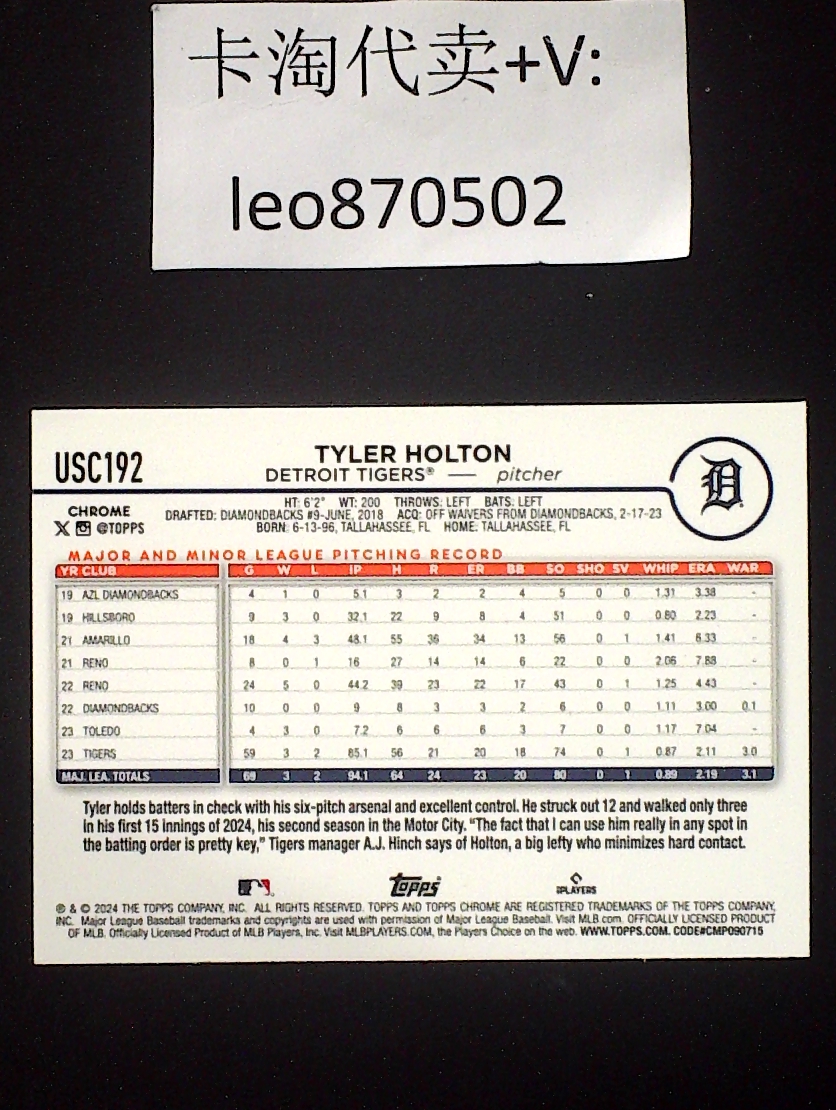 卡淘代卖+V:
leo870502
USC192
TYLER HOLTON
DETROIT TIGERS® — pitcher
D
CHROME
@TOPPS
HT: 6'2" WT: 200 THROWS: LEFT BATS: LEFT
DRAFTED: DIAMONDBACKS #9-JUNE, 2018 ACQ: OFF WAIVERS FROM DIAMONDBACKS, 2-17-23
BORN: 6-13-96, TALLAHASSEE, FL HOME: TALLAHASSEE, FL
MAJOR AND MINOR LEAGUE PITCHING RECORD
YR CLUB G W L IP H R ER BB SO SHO SV WHIP ERA WAR
19 AZL DIAMONDBACKS 4 1 0 5.1 3 2 2 4 5 0 0 1.31 3.38 -
19 HILLSBORO 9 3 0 32.1 22 9 8 4 51 0 0 0.80 2.23 -
21 AMARILLO 18 4 3 48.1 55 36 34 13 56 0 1 1.41 6.33 -
21 RENO 8 0 1 16 27 14 14 6 22 0 0 2.06 7.88 -
22 RENO 24 5 0 44.2 39 23 22 17 43 0 1 1.25 4.43 -
22 DIAMONDBACKS 10 0 0 9 8 3 3 2 6 0 0 1.11 3.00 0.1
23 TOLEDO 4 3 0 7.2 6 6 6 3 7 0 0 1.17 7.04 -
23 TIGERS 59 3 2 85.1 56 21 20 18 74 0 1 0.87 2.11 3.0
MAJ. LEA. TOTALS 69 3 2 94.1 64 24 23 20 80 0 1 0.89 2.19 3.1
Tyler holds batters in check with his six-pitch arsenal and excellent control. He struck out 12 and walked only three
in his first 15 innings of 2024, his second season in the Motor City. "The fact that I can use him really in any spot in
the batting order is pretty key," Tigers manager A.J. Hinch says of Holton, a big lefty who minimizes hard contact.
Topps
PLAYERS
® & © 2024 THE TOPPS COMPANY, INC. ALL RIGHTS RESERVED. TOPPS AND TOPPS CHROME ARE REGISTERED TRADEMARKS OF THE TOPPS COMPANY,
INC. Major League Baseball trademarks and copyrights are used with permission of Major League Baseball. Visit MLB.com. OFFICIALLY LICENSED PRODUCT
OF MLB. Officially Licensed Product of MLB Players, Inc. Visit MLBPLAYERS.COM, the Players Choice on the web. WWW.TOPPS.COM. CODE#CMP090715